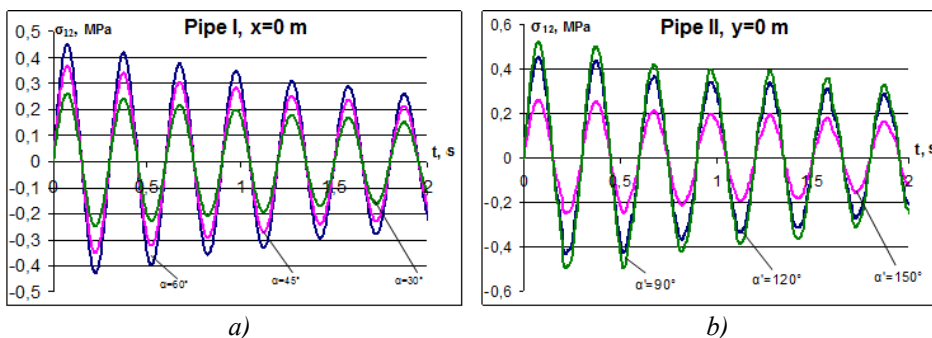 Pipe I, x=0 m
σ12, MPa
0,5
0,4
0,3
0,2
0,1
0
-0,1
-0,2
-0,3
-0,4
-0,5
0
0,5
1
1,5
2
t, s
α=60°
α=45°
α=30°
a)
Pipe II, y=0 m
σ12, MPa
0,6
0,4
0,2
0
-0,2
-0,4
-0,6
0
0,5
1
1,5
2
t, s
α'=90°
α'=120°
α'=150°
b)